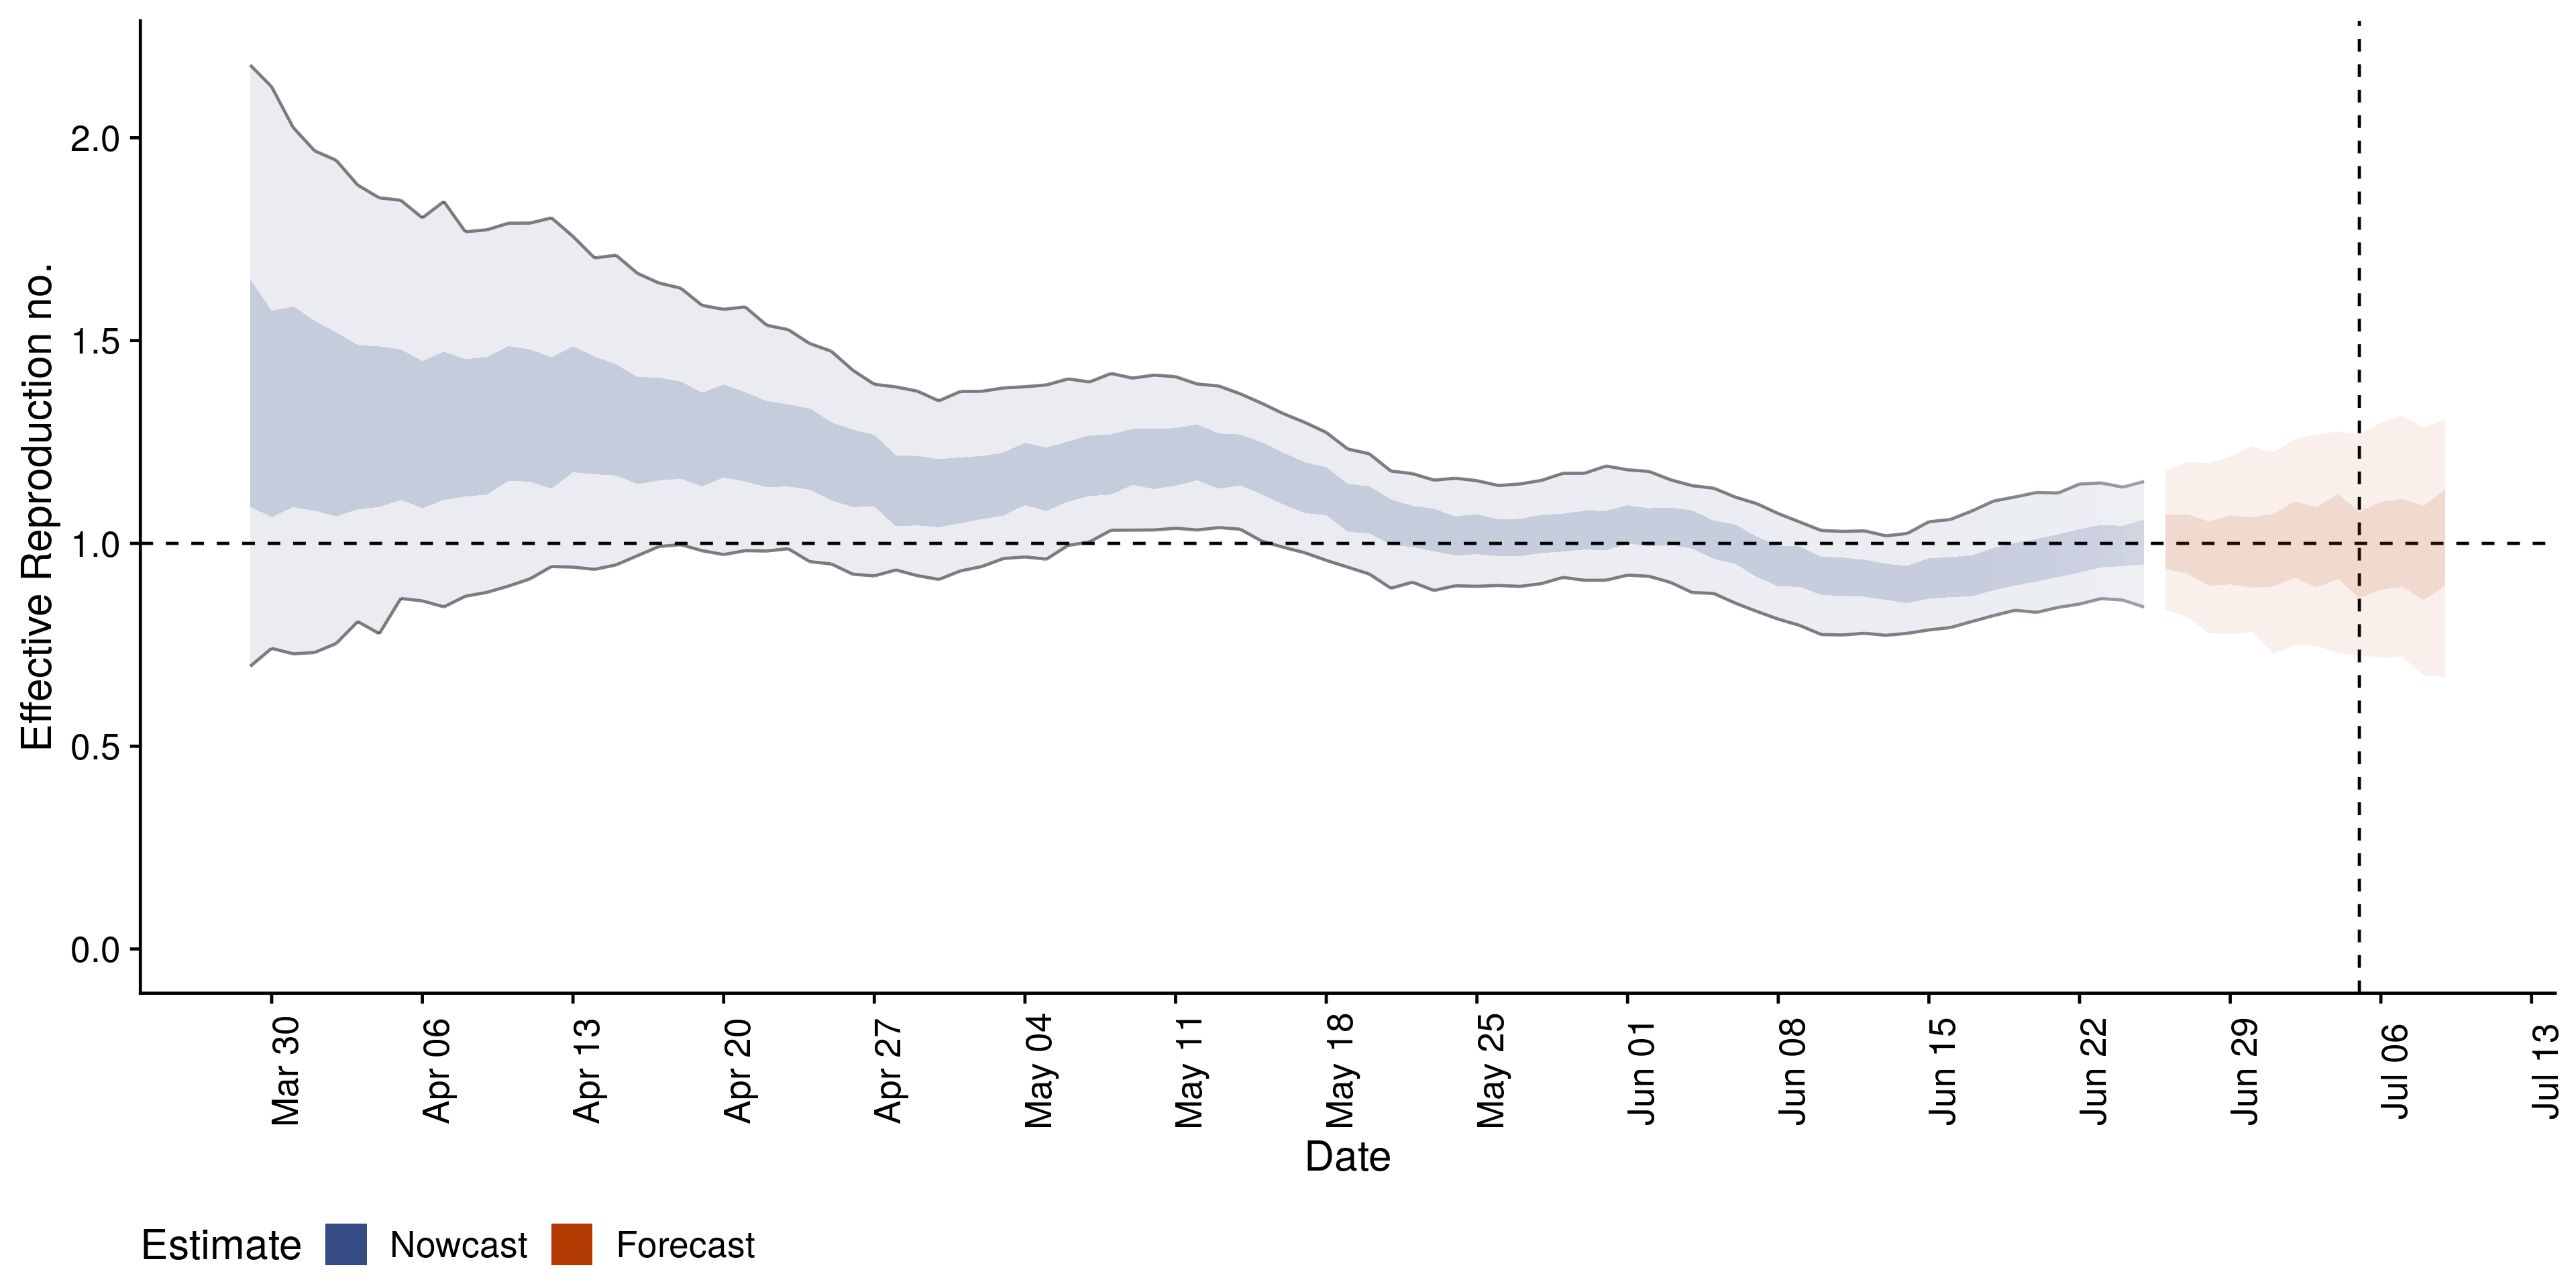 Effective Reproduction no.
2.0
1.5
1.0
0.5
0.0
Mar 30
Apr 06
Apr 13
Apr 20
Apr 27
May 04
May 11
May 18
May 25
Jun 01
Jun 08
Jun 15
Jun 22
Jun 29
Jul 06
Jul 13
Date
Estimate Nowcast Forecast